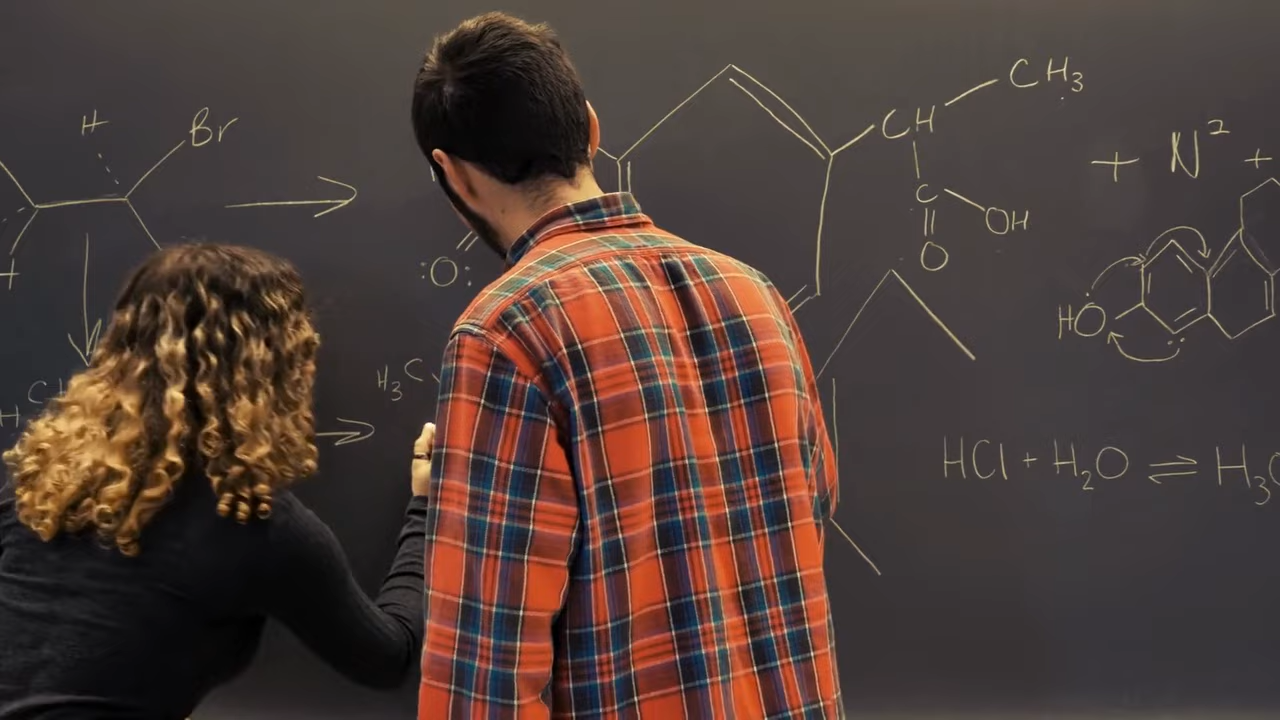 H Br
CH CH₃
+ N² +
C OH
:O: O
HO
H₃C
H C
HCl + H₂O ⇌ H₃O